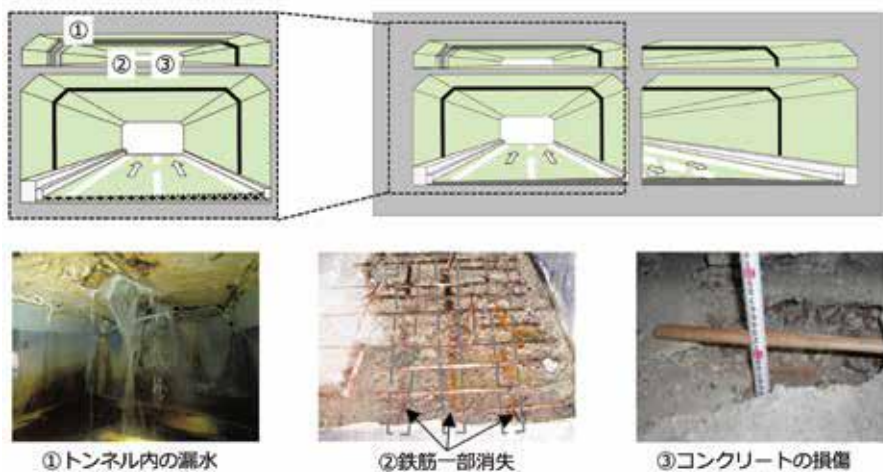 ①
② ③
①トンネル内の漏水
②鉄筋一部消失
③コンクリートの損傷